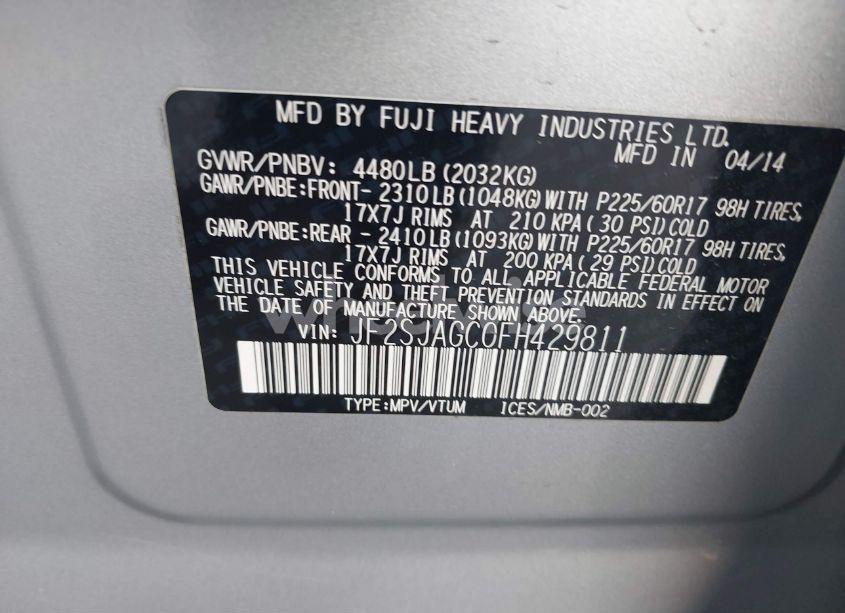 MFD BY FUJI HEAVY INDUSTRIES LTD.
MFD IN 04/14
GVWR/PNBV: 4480LB(2032KG)
GAWR/PNBE:FRONT- 2310LB(1048KG)WITH P225/60R17 98H TIRES,
17X7J RIMS AT 210 KPA( 30 PSI)COLD
GAWR/PNBE:REAR - 2410LB(1093KG)WITH P225/60R17 98H TIRES,
17X7J RIMS AT 200 KPA( 29 PSI)COLD
THIS VEHICLE CONFORMS TO ALL APPLICABLE FEDERAL MOTOR
VEHICLE SAFETY AND THEFT PREVENTION STANDARDS IN EFFECT ON
THE DATE OF MANUFACTURE SHOWN ABOVE.
VIN: JF2SJAGC0FH429811
TYPE:MPV/VTUM ICES/NMB-002